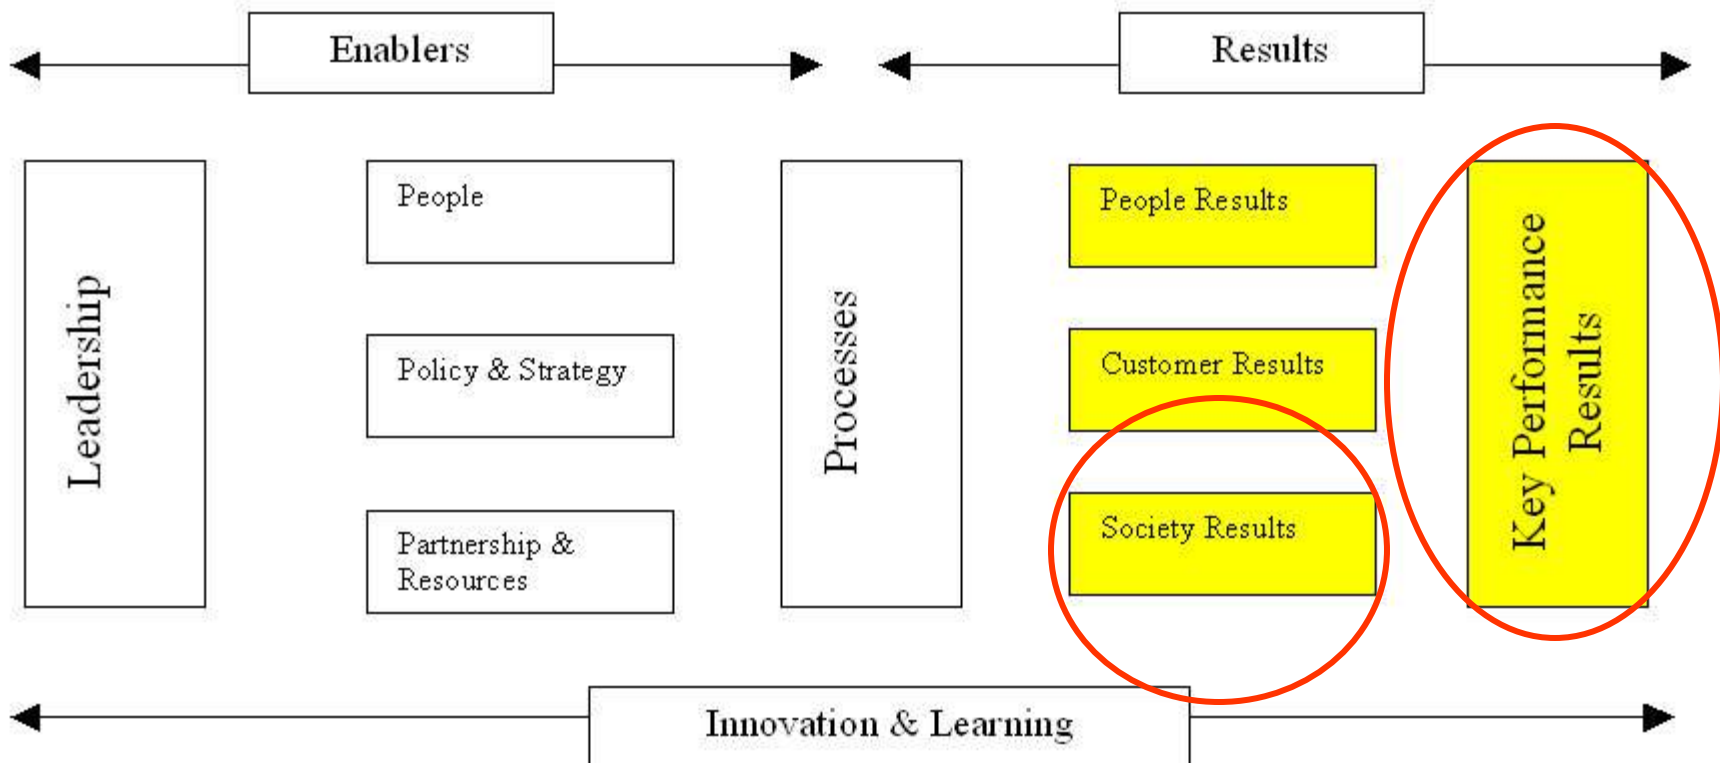 Enablers
Results
Leadership
People
Policy & Strategy
Partnership &
Resources
Processes
People Results
Customer Results
Society Results
Key Performance
Results
Innovation & Learning